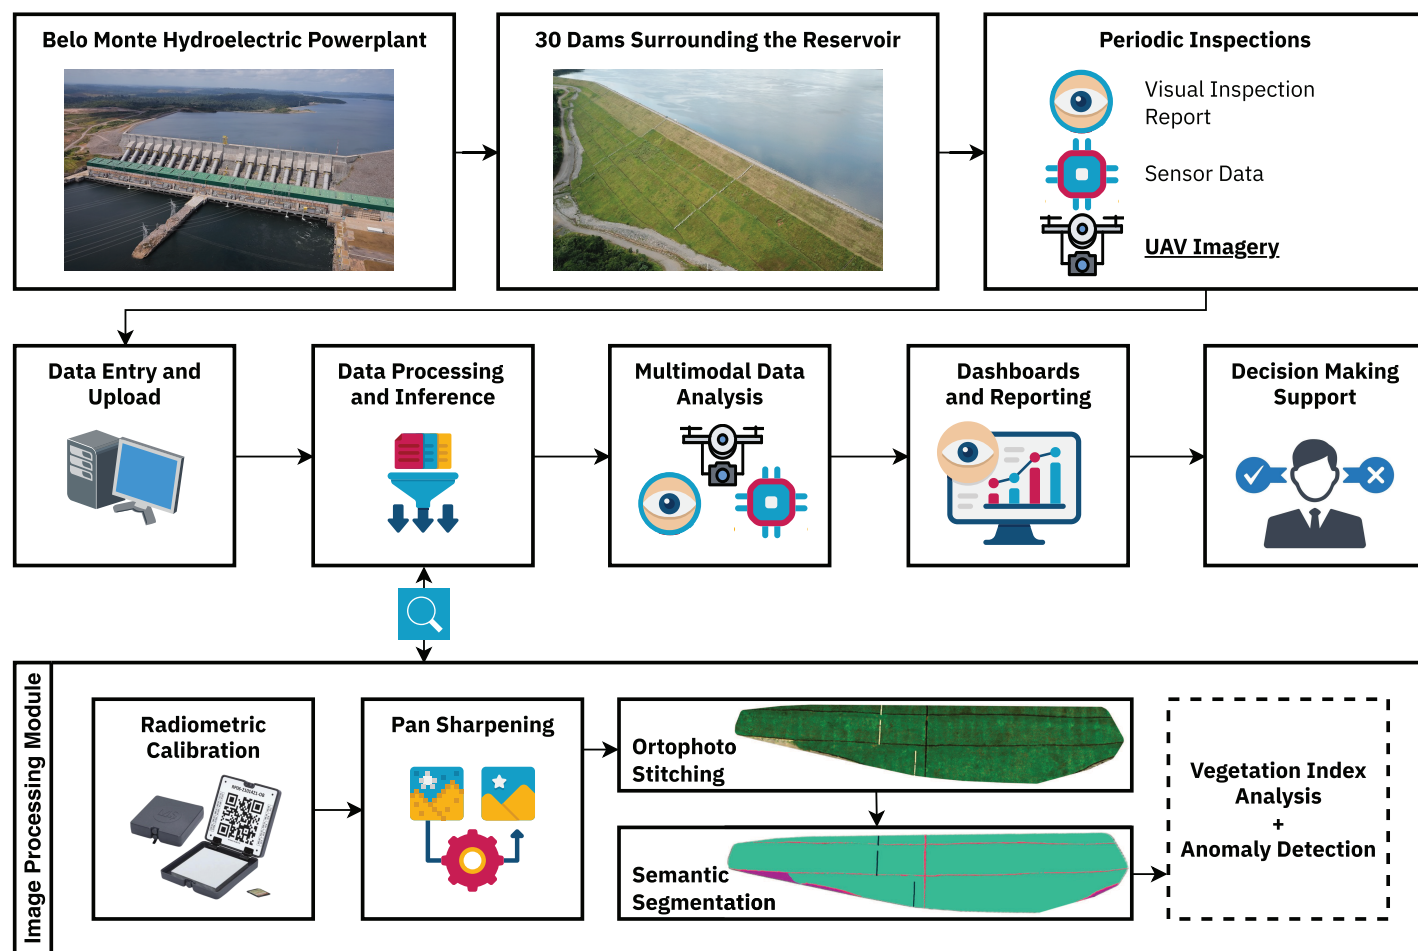 Belo Monte Hydroelectric Powerplant
30 Dams Surrounding the Reservoir
Periodic Inspections
Visual Inspection
Report
Sensor Data
UAV Imagery
Data Entry and
Upload
Data Processing
and Inference
Multimodal Data
Analysis
Dashboards
and Reporting
Decision Making
Support
Image Processing Module
Radiometric
Calibration
Pan Sharpening
Ortophoto
Stitching
Semantic
Segmentation
Vegetation Index
Analysis
+
Anomaly Detection